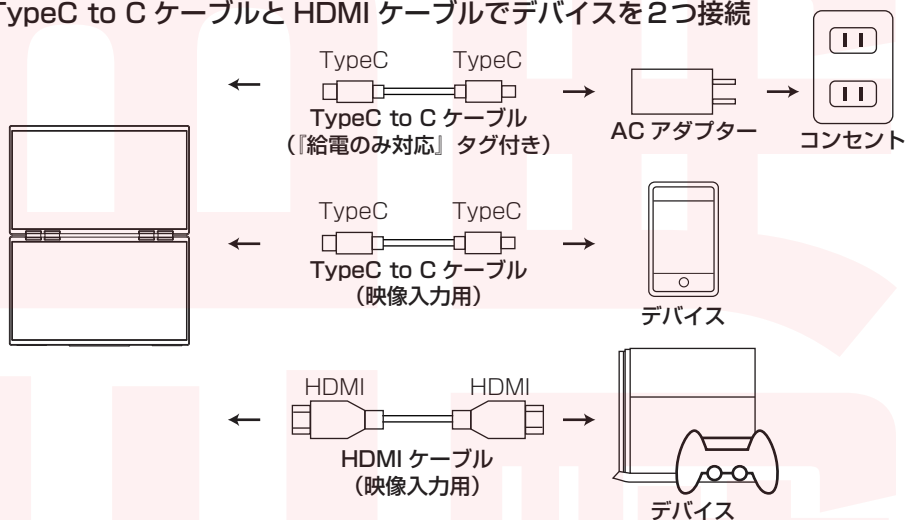 TypeC to C ケーブルと HDMI ケーブルでデバイスを2つ接続
TypeC TypeC
TypeC to C ケーブル
(『給電のみ対応』タグ付き)
AC アダプター
コンセント
TypeC TypeC
TypeC to C ケーブル
(映像入力用)
デバイス
HDMI HDMI
HDMI ケーブル
(映像入力用)
デバイス